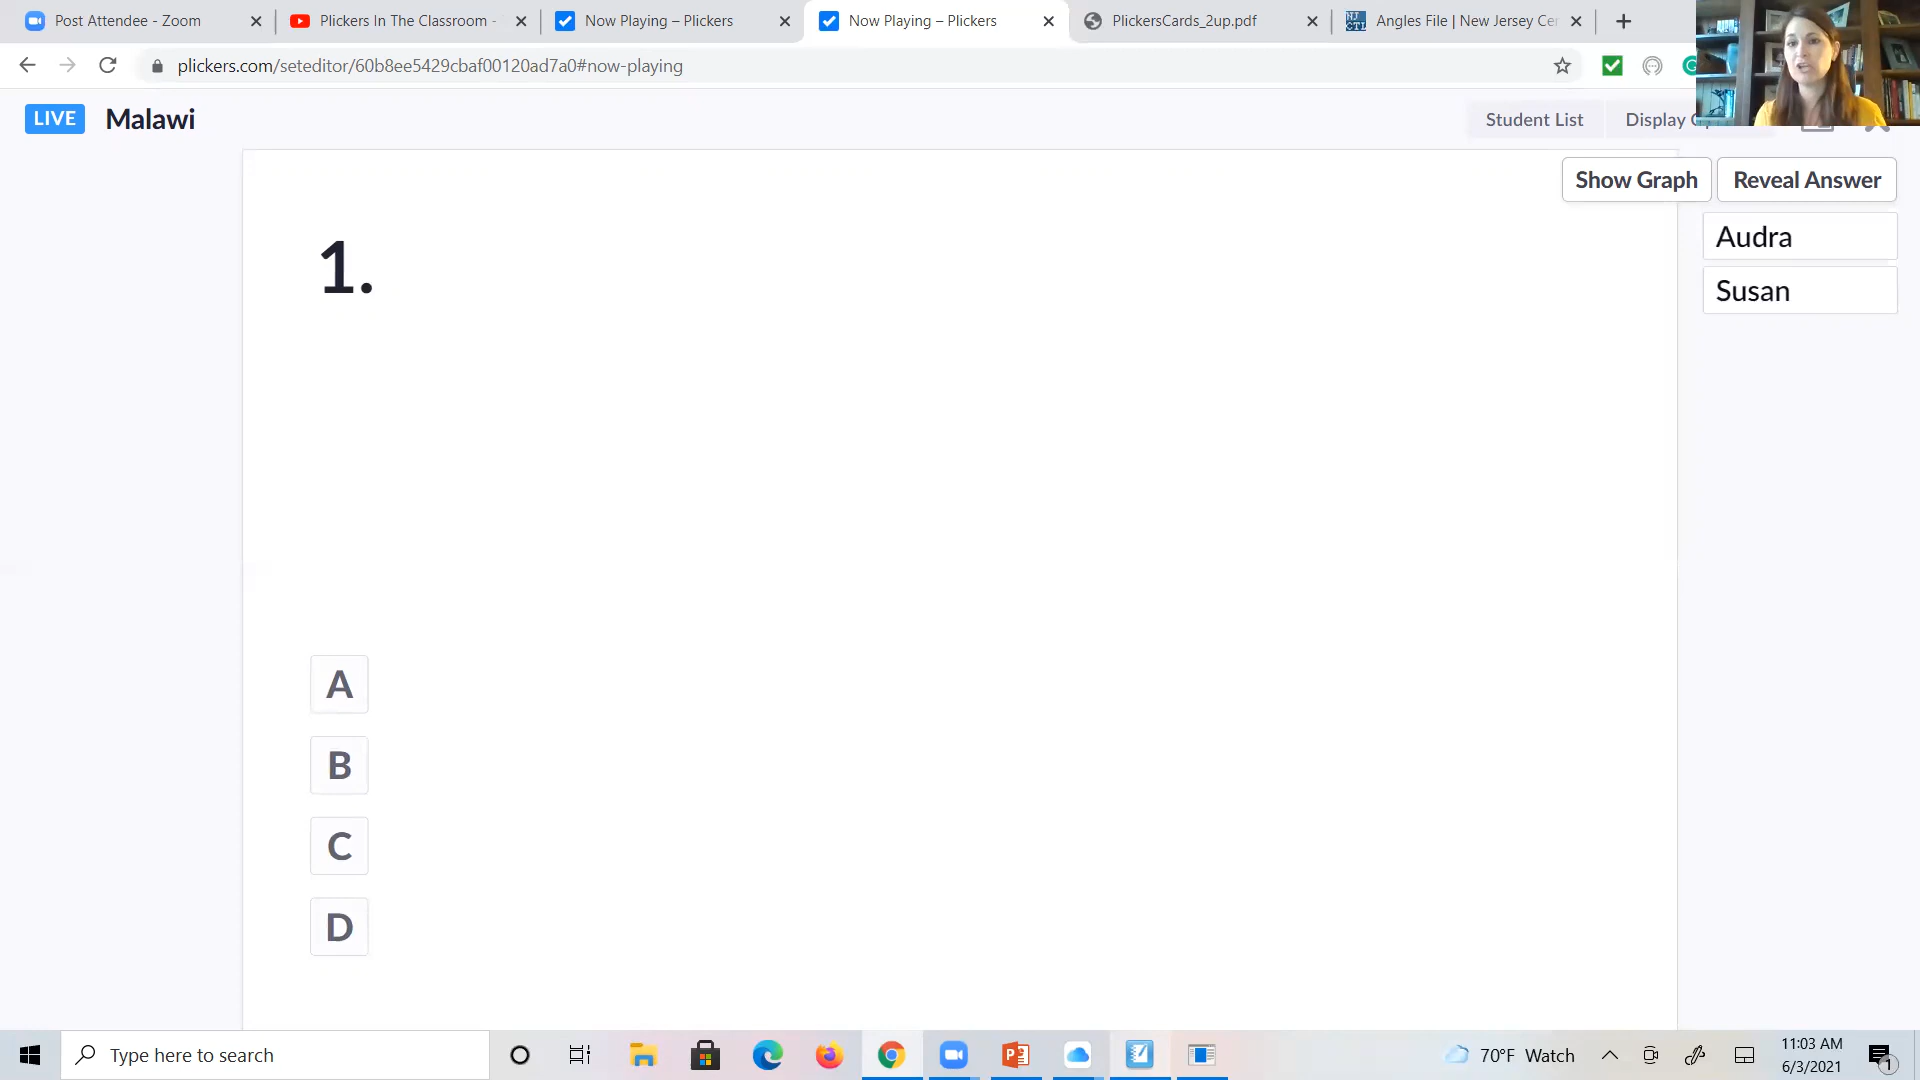 Post Attendee - Zoom
Plickers In The Classroom -
Now Playing – Plickers
Now Playing – Plickers
PlickersCards_2up.pdf
Angles File | New Jersey Cer
plickers.com/seteditor/60b8ee5429cbaf00120ad7a0#now-playing
LIVE Malawi
Student List
Display
Show Graph
Reveal Answer
Audra
Susan
1.
A
B
C
D
Type here to search
70°F Watch
11:03 AM
6/3/2021
1